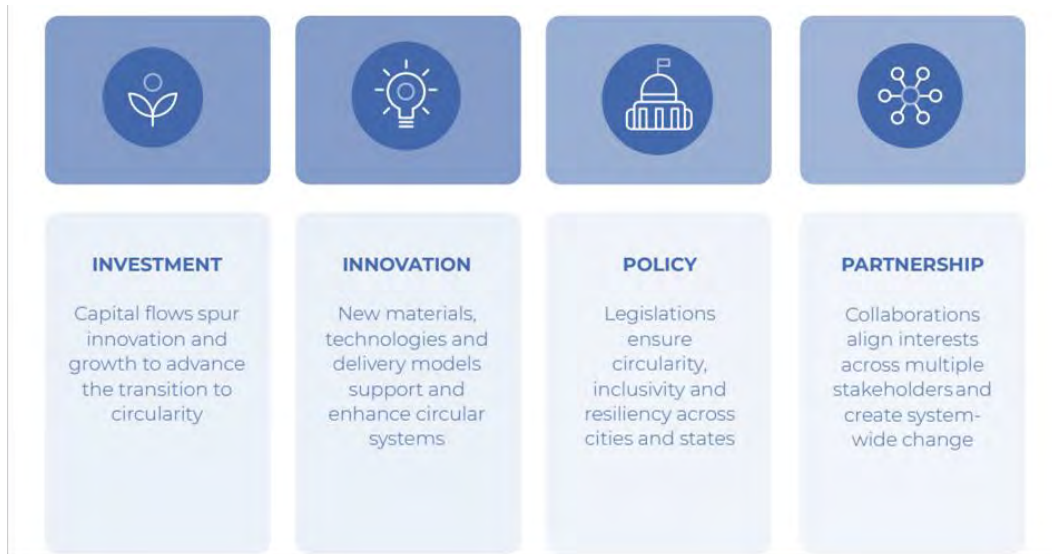 INVESTMENT
Capital flows spur
innovation and
growth to advance
the transition to
circularity
INNOVATION
New materials,
technologies and
delivery models
support and
enhance circular
systems
POLICY
Legislations
ensure
circularity,
inclusivity and
resiliency across
cities and states
PARTNERSHIP
Collaborations
align interests
across multiple
stakeholders and
create system-
wide change